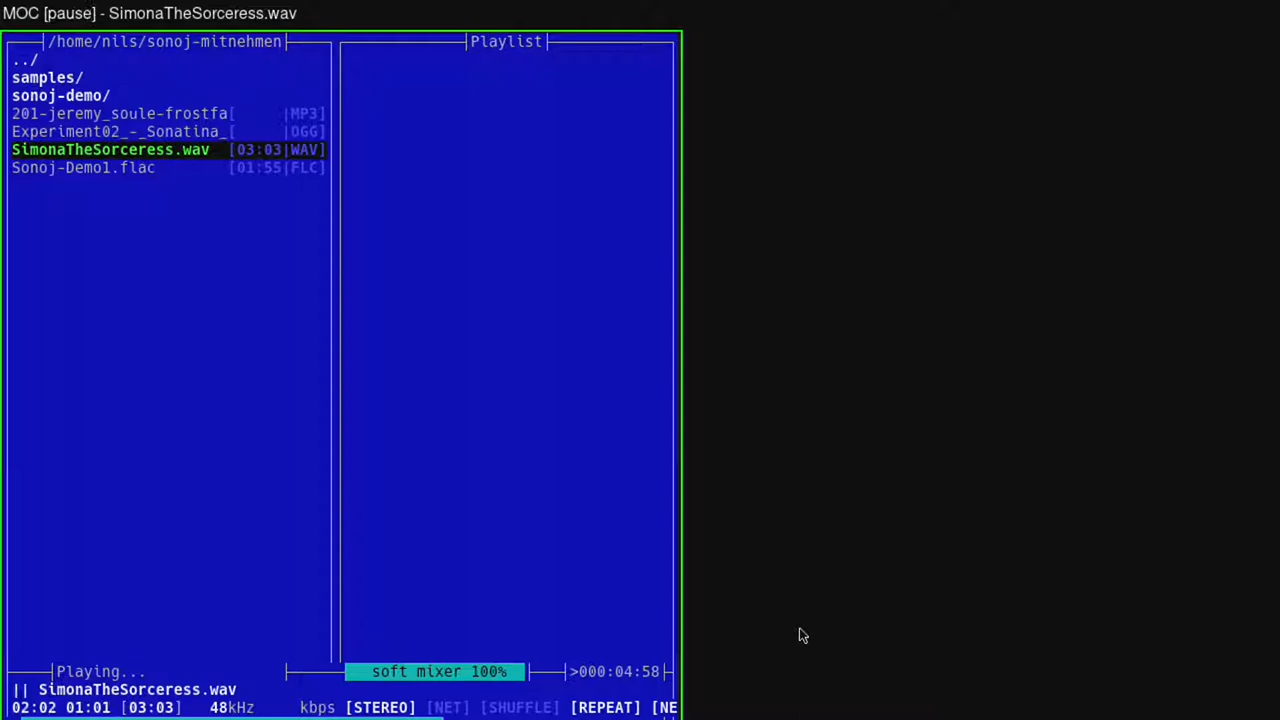 MOC [pause] - SimonaTheSorceress.wav
/home/nils/sonoj-mitnehmen
Playlist
../
samples/
sonoj-demo/
201-jeremy_soule-frostfa[ |MP3]
Experiment02_-_Sonatina_[ |OGG]
SimonaTheSorceress.wav [03:03|WAV]
Sonoj-Demo1.flac [01:55|FLC]
Playing... soft mixer 100% >000:04:58
|| SimonaTheSorceress.wav
02:02 01:01 [03:03] 48kHz kbps [STEREO] [NET] [SHUFFLE] [REPEAT] [NE